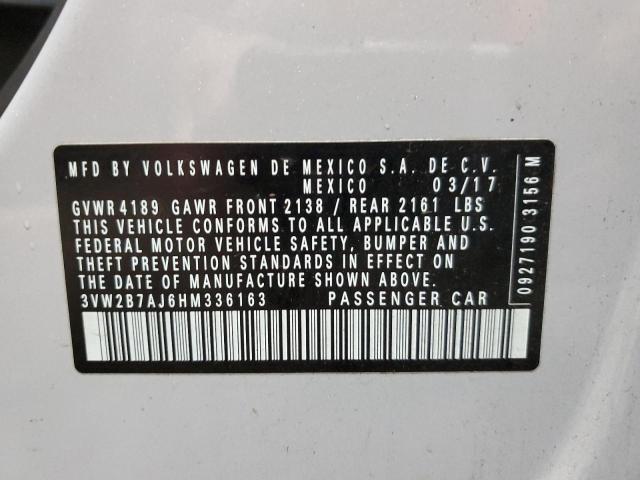 MFD BY VOLKSWAGEN DE MEXICO S.A. DE C.V.
MEXICO 03/17
GVWR 4189 GAWR FRONT 2138 / REAR 2161 LBS
THIS VEHICLE CONFORMS TO ALL APPLICABLE U.S.
FEDERAL MOTOR VEHICLE SAFETY, BUMPER AND
THEFT PREVENTION STANDARDS IN EFFECT ON
THE DATE OF MANUFACTURE SHOWN ABOVE.
3VW2B7AJ6HM336163 PASSENGER CAR
0927190 3156 M